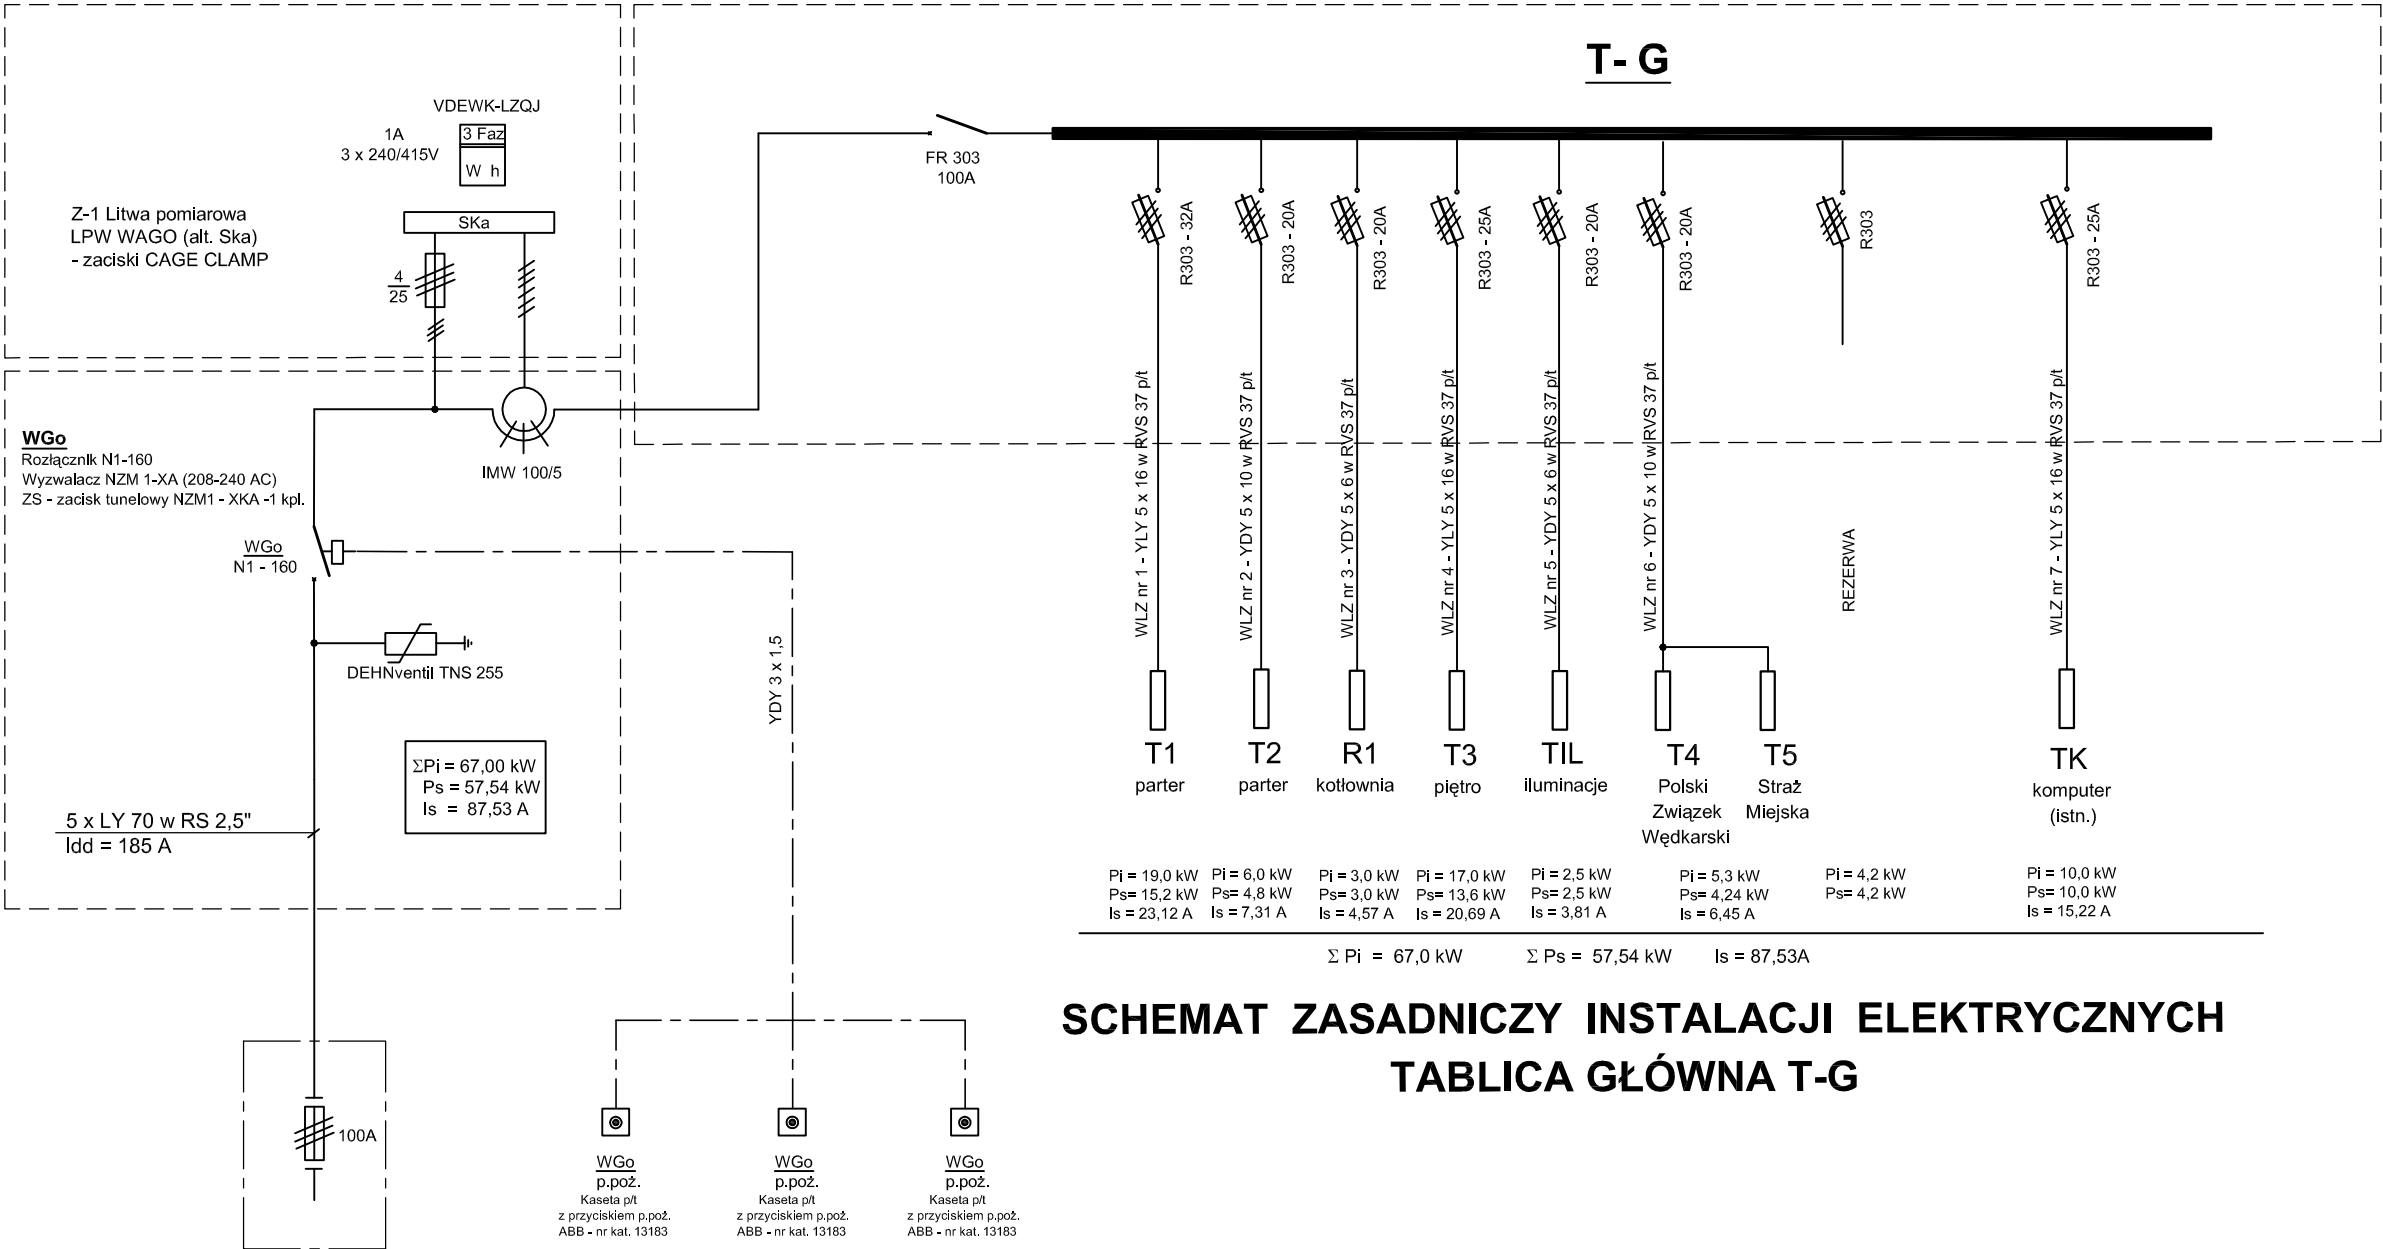 T- G
VDEWK-LZQJ
1A
3 x 240/415V
3 Faz
W h
Z-1 Litwa pomiarowa
LPW WAGO (alt. Ska)
- zaciski CAGE CLAMP
SKa
4
25
FR 303
100A
R303 - 32A
R303 - 20A
R303 - 20A
R303 - 25A
R303 - 20A
R303 - 20A
R303
R303 - 25A
WGo
Rozłącznik N1-160
Wyzwalacz NZM 1-XA (208-240 AC)
ZS - zacisk tunelowy NZM1 - XKA -1 kpl.
IMW 100/5
WGo
N1 - 160
DEHNventil TNS 255
YDY 3 x 1,5
ΣPi = 67,00 kW
Ps = 57,54 kW
Is = 87,53 A
5 x LY 70 w RS 2,5"
Idd = 185 A
100A
WLZ nr 1 - YLY 5 x 16 w RVS 37 p/t
WLZ nr 2 - YDY 5 x 10 w RVS 37 p/t
WLZ nr 3 - YDY 5 x 6 w RVS 37 p/t
WLZ nr 4 - YLY 5 x 16 w RVS 37 p/t
WLZ nr 5 - YDY 5 x 6 w RVS 37 p/t
WLZ nr 6 - YDY 5 x 10 w RVS 37 p/t
REZERWA
WLZ nr 7 - YLY 5 x 16 w RVS 37 p/t
T1
parter
T2
parter
R1
kotłownia
T3
piętro
TIL
iluminacje
T4
Polski
Związek
Wędkarski
T5
Straż
Miejska
TK
komputer
(istn.)
Pi = 19,0 kW
Ps= 15,2 kW
Is = 23,12 A
Pi = 6,0 kW
Ps= 4,8 kW
Is = 7,31 A
Pi = 3,0 kW
Ps= 3,0 kW
Is = 4,57 A
Pi = 17,0 kW
Ps= 13,6 kW
Is = 20,69 A
Pi = 2,5 kW
Ps= 2,5 kW
Is = 3,81 A
Pi = 5,3 kW
Ps= 4,24 kW
Is = 6,45 A
Pi = 4,2 kW
Ps= 4,2 kW
Pi = 10,0 kW
Ps= 10,0 kW
Is = 15,22 A
Σ Pi = 67,0 kW Σ Ps = 57,54 kW Is = 87,53A
SCHEMAT ZASADNICZY INSTALACJI ELEKTRYCZNYCH
TABLICA GŁÓWNA T-G
WGo
p.poż.
Kaseta p/t
z przyciskiem p.poż.
ABB - nr kat. 13183
WGo
p.poż.
Kaseta p/t
z przyciskiem p.poż.
ABB - nr kat. 13183
WGo
p.poż.
Kaseta p/t
z przyciskiem p.poż.
ABB - nr kat. 13183